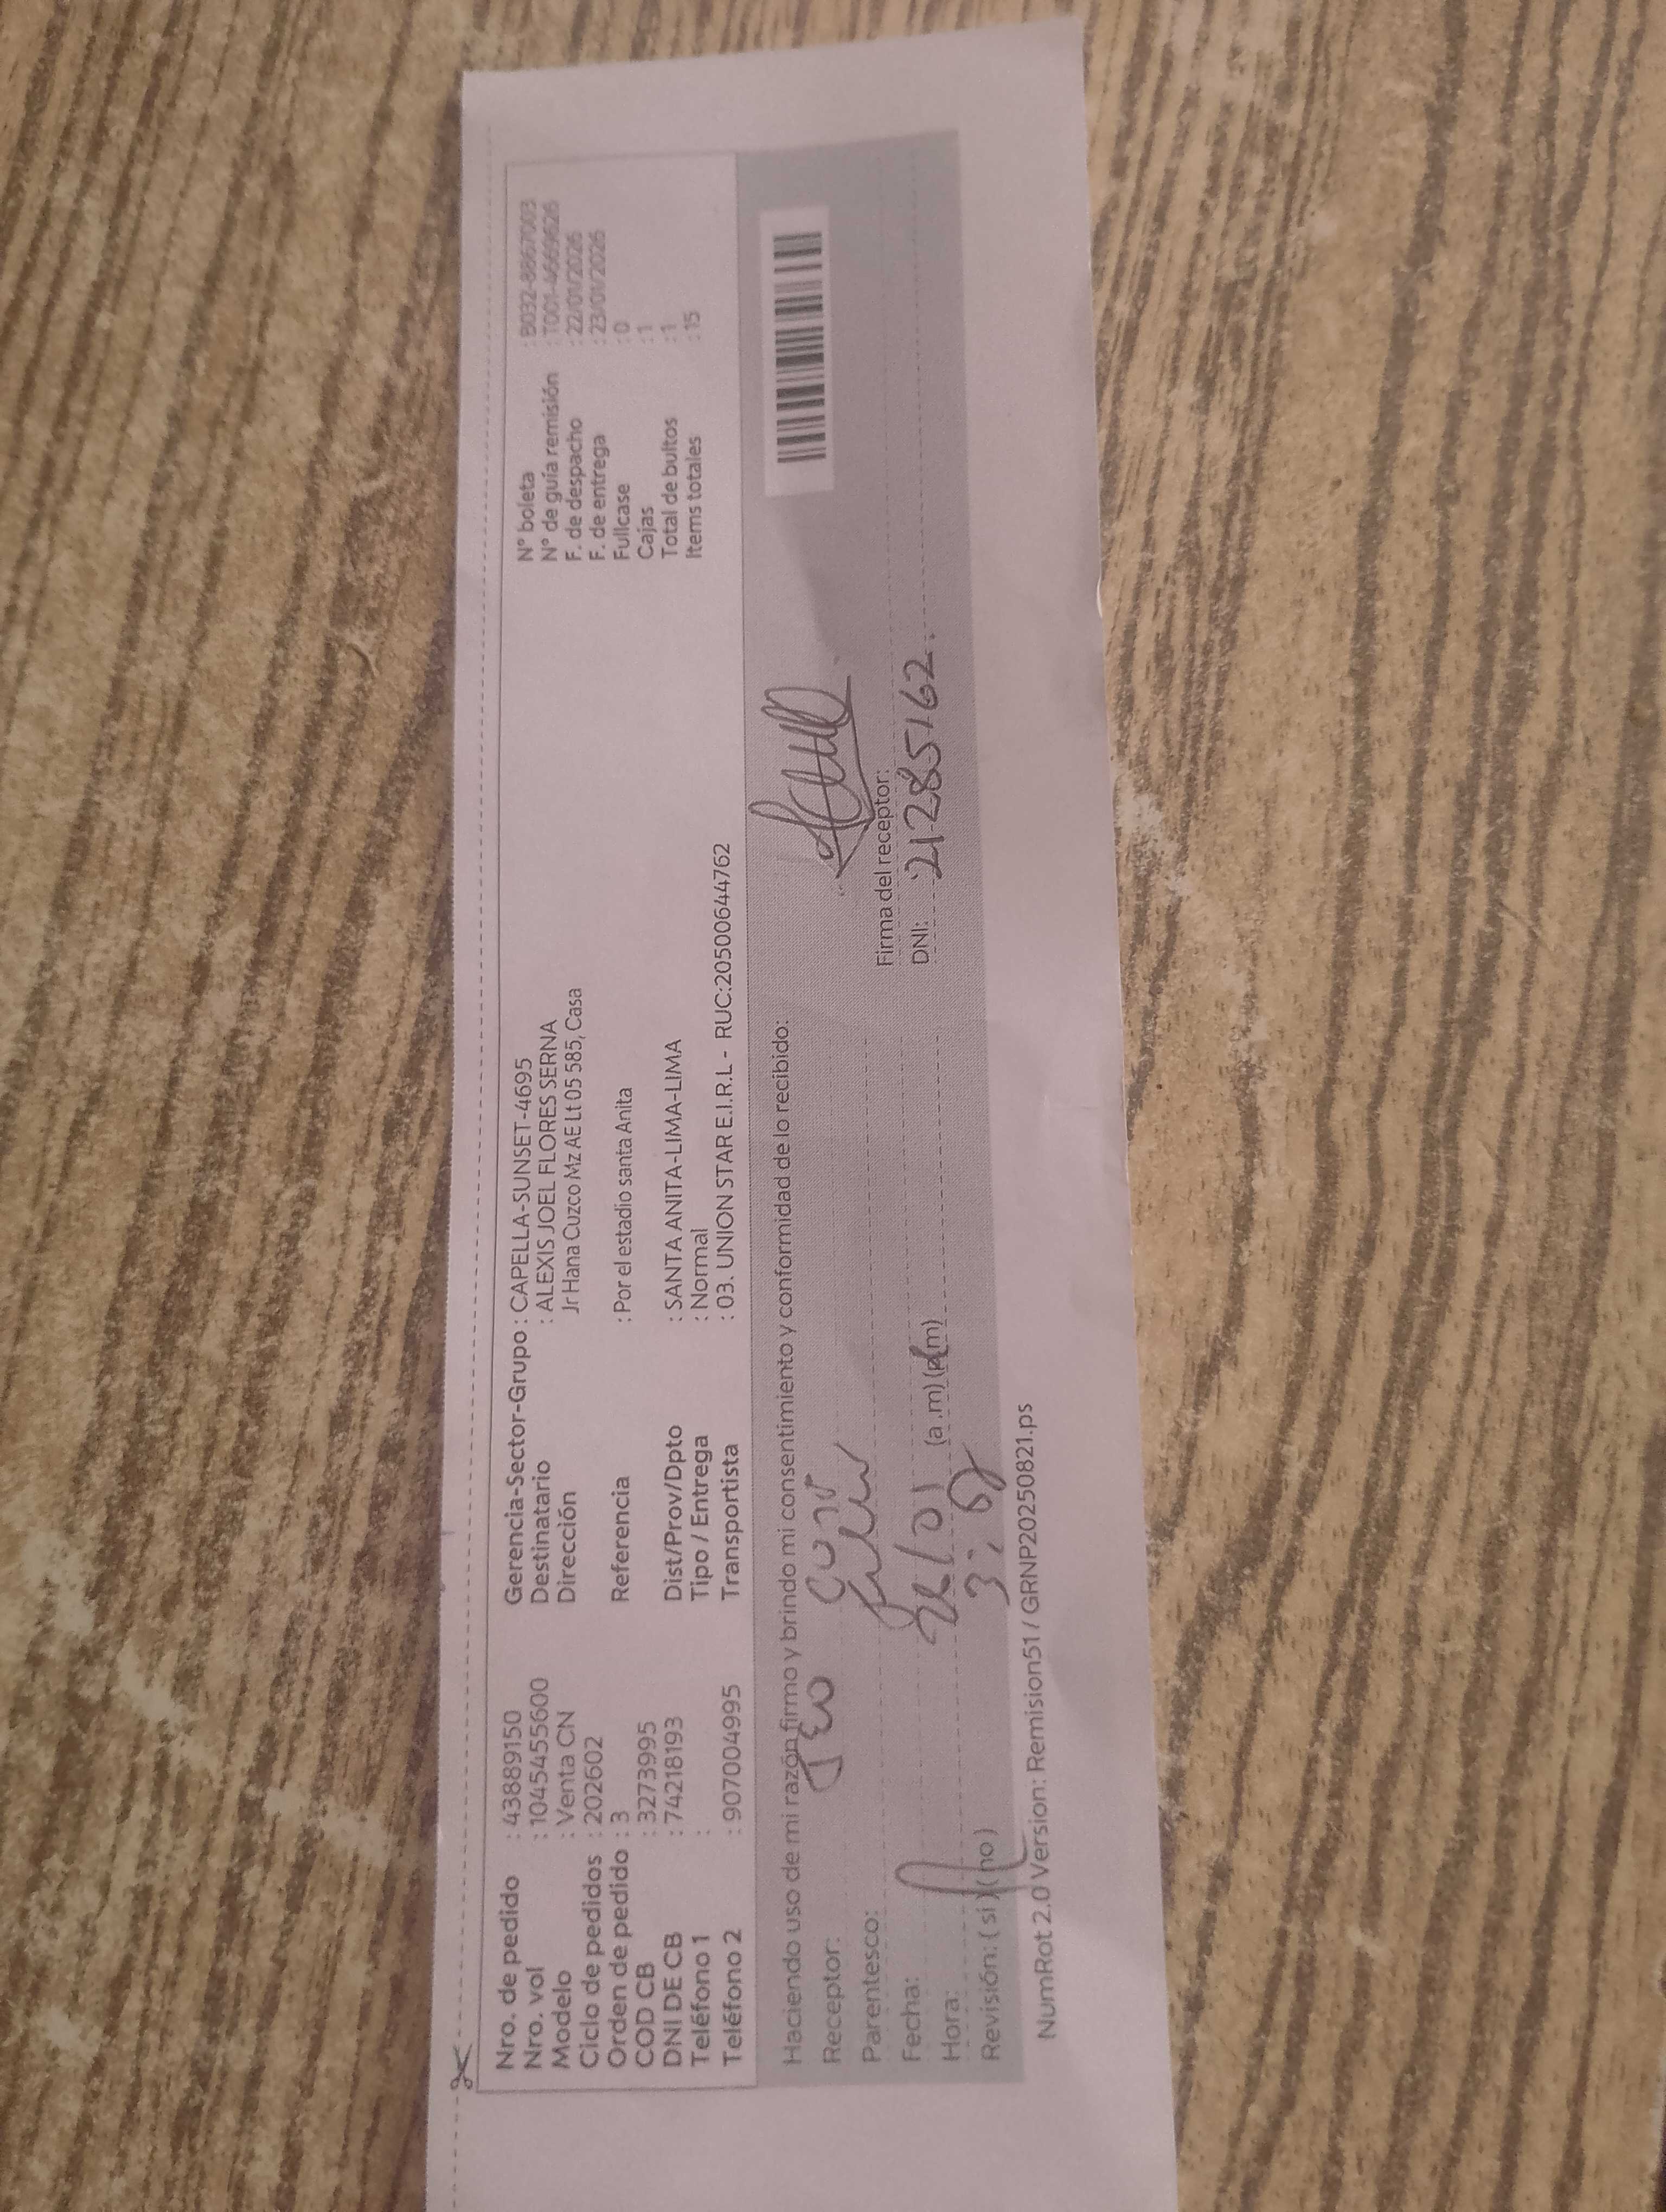 Nro. de pedido : 43889150
Nro. vol : 1045455600
Modelo : Venta CN
Ciclo de pedidos : 202602
Orden de pedido : 3
COD CB : 3273995
DNI DE CB : 74218193
Teléfono 1 :
Teléfono 2 : 907004995
Gerencia-Sector-Grupo : CAPELLA-SUNSET-4695
Destinatario : ALEXIS JOEL FLORES SERNA
Dirección Jr Hana Cuzco Mz AE Lt 05 585, Casa
Referencia : Por el estadio santa Anita
Dist/Prov/Dpto : SANTA ANITA-LIMA-LIMA
Tipo / Entrega : Normal
Transportista : 03. UNION STAR E.I.R.L - RUC:20500644762
N° boleta : B032-8867003
N° de guía remisión : T001-46669626
F. de despacho : 22/01/2026
F. de entrega : 23/01/2026
Fullcase : 0
Cajas : 1
Total de bultos : 1
Items totales : 15
Haciendo uso de mi razón firmo y brindo mi consentimiento y conformidad de lo recibido:
Receptor:
Parentesco:
Fecha:
Hora: (a.m) (p.m)
Revisión: ( si ) ( no )
Firma del receptor:
DNI: 21285162
NumRot 2.0 Version: Remision51 / GRNP20250821.ps